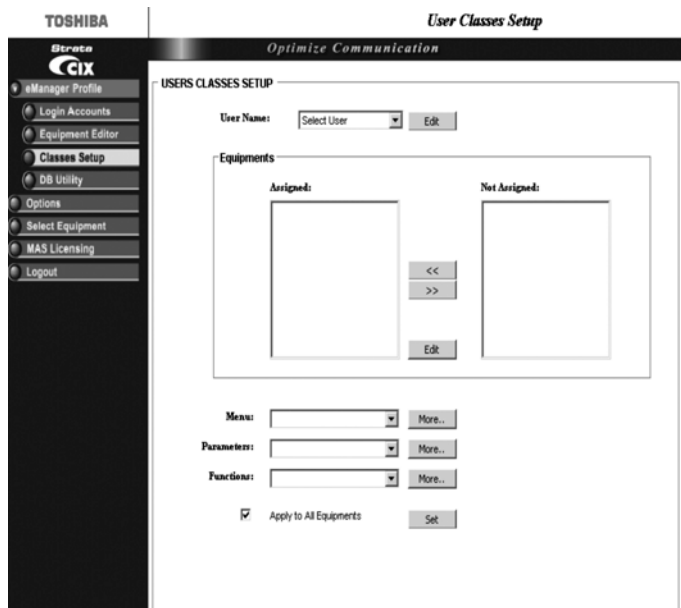 TOSHIBA
User Classes Setup
Strata
CIX
Optimize Communication
eManager Profile
Login Accounts
Equipment Editor
Classes Setup
DB Utility
Options
Select Equipment
MAS Licensing
Logout
USERS CLASSES SETUP
User Name: Select User Edit
Equipments
Assigned: Not Assigned:
<<
>>
Edit
Menu: More..
Parameters: More..
Functions: More..
Apply to All Equipments Set